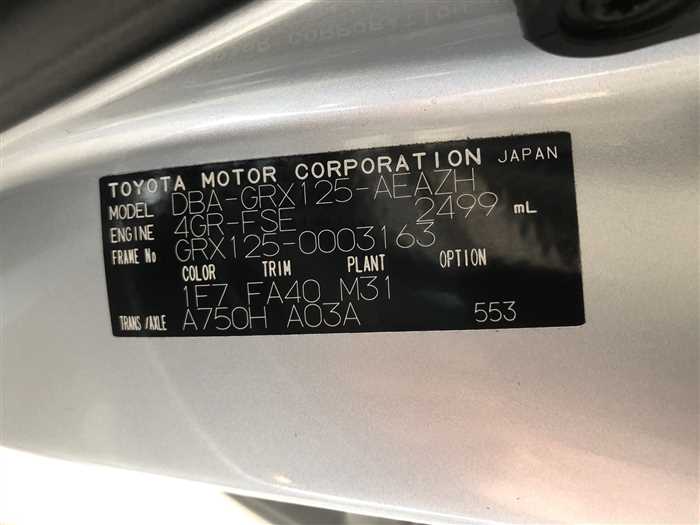 TOYOTA MOTOR CORPORATION JAPAN
MODEL DBA-GRX125-AEAZH
ENGINE 4GR-FSE 2499 mL
FRAME No GRX125-0003163
COLOR TRIM PLANT OPTION
1E7 FA40 M31
TRANS/AXLE A750H A03A 553